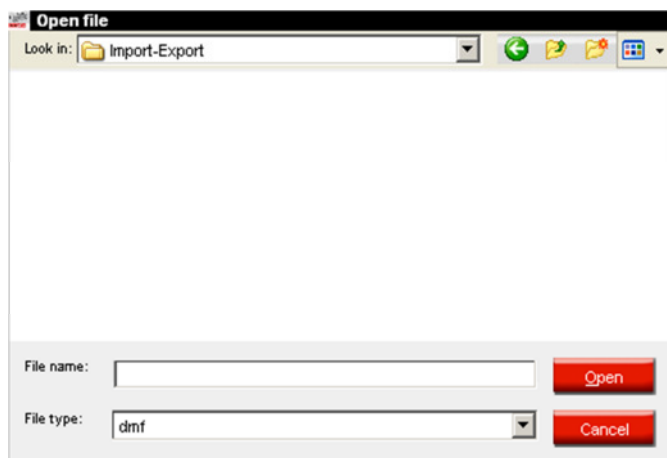 Open file
Look in: Import-Export
File name:
Open
File type: dmf
Cancel